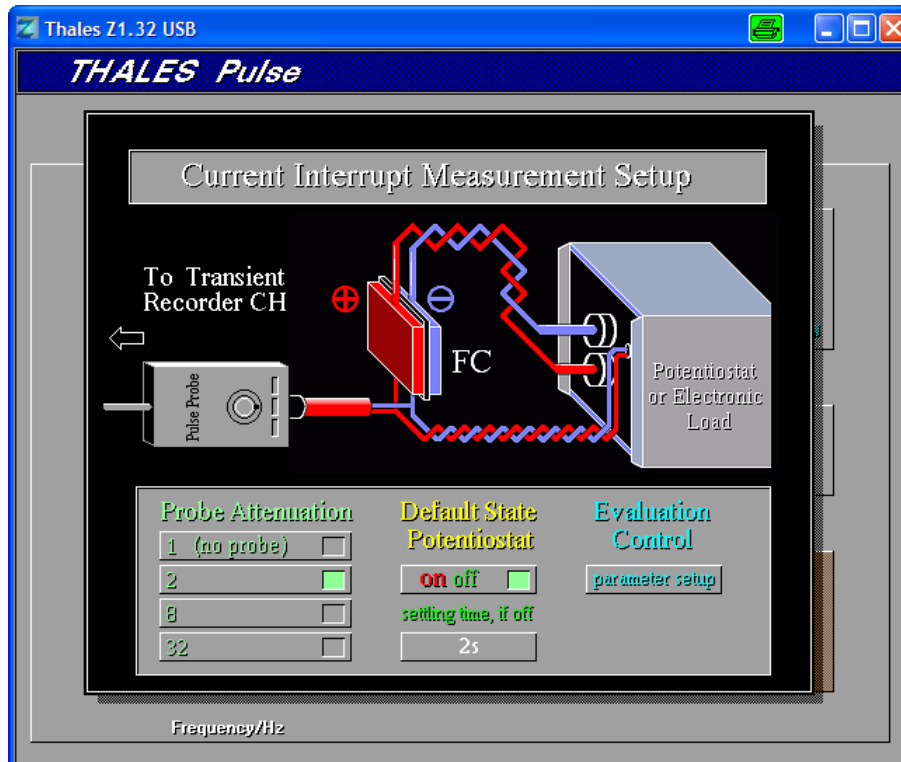 Thales Z1.32 USB
THALES Pulse
Current Interrupt Measurement Setup
To Transient
Recorder CH
FC
Pulse Probe
Potentiostat
or Electronic
Load
Probe Attenuation
1 (no probe)
2
8
32
Default State
Potentiostat
on off
settling time, if off
2s
Evaluation
Control
parameter setup
Frequency/Hz